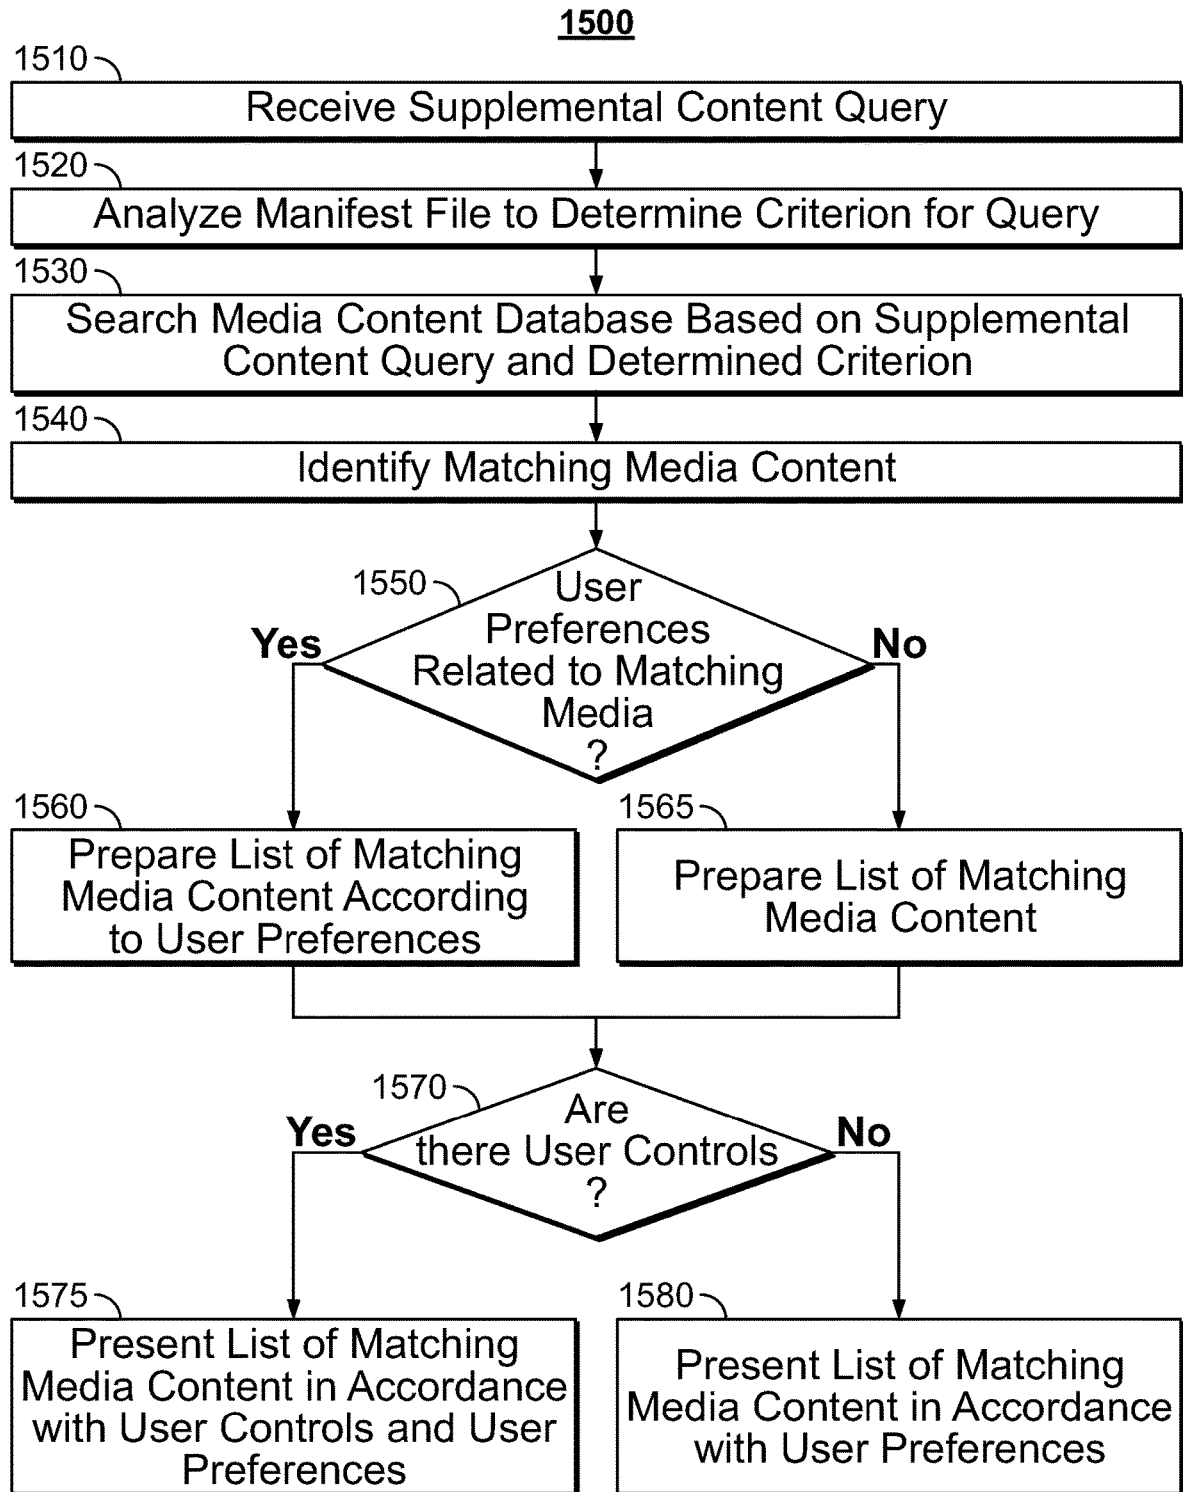 1500
1510
Receive Supplemental Content Query
1520
Analyze Manifest File to Determine Criterion for Query
1530
Search Media Content Database Based on Supplemental
Content Query and Determined Criterion
1540
Identify Matching Media Content
1550
User
Preferences
Related to Matching
Media
?
Yes
No
1560
Prepare List of Matching
Media Content According
to User Preferences
1565
Prepare List of Matching
Media Content
1570
Are
there User Controls
?
Yes
No
1575
Present List of Matching
Media Content in Accordance
with User Controls and User
Preferences
1580
Present List of Matching
Media Content in Accordance
with User Preferences